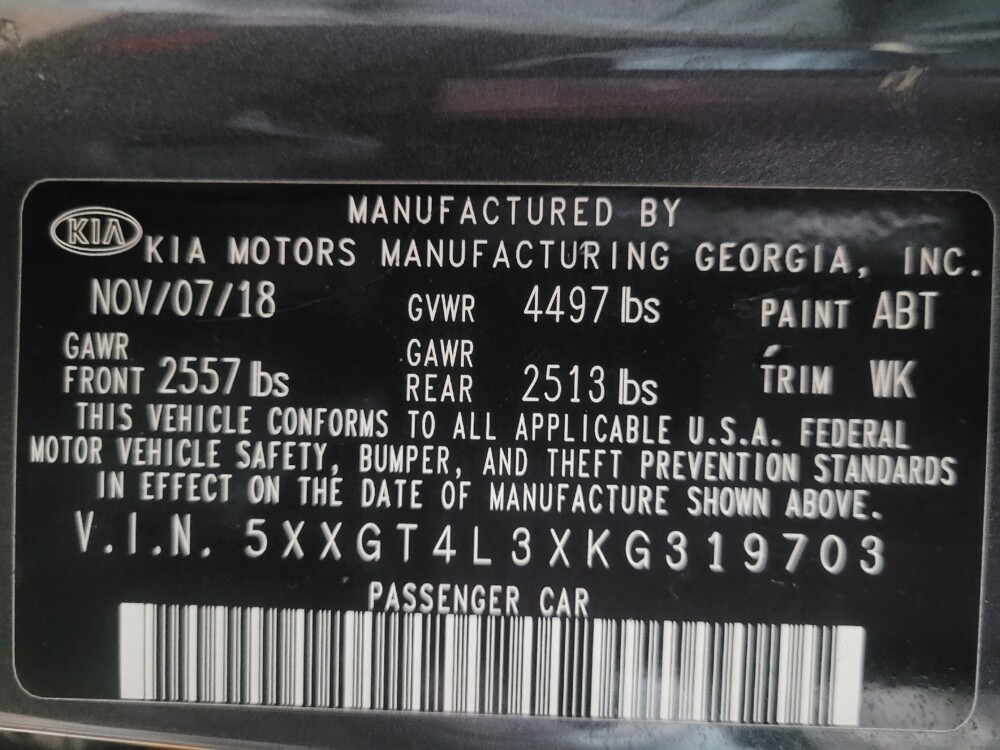 MANUFACTURED BY
KIA KIA MOTORS MANUFACTURING GEORGIA, INC.
NOV/07/18 GVWR 4497 lbs PAINT ABT
GAWR FRONT 2557 lbs GAWR REAR 2513 lbs TRIM WK
THIS VEHICLE CONFORMS TO ALL APPLICABLE U.S.A. FEDERAL
MOTOR VEHICLE SAFETY, BUMPER, AND THEFT PREVENTION STANDARDS
IN EFFECT ON THE DATE OF MANUFACTURE SHOWN ABOVE.
V.I.N. 5XXGT4L3XKG319703
PASSENGER CAR